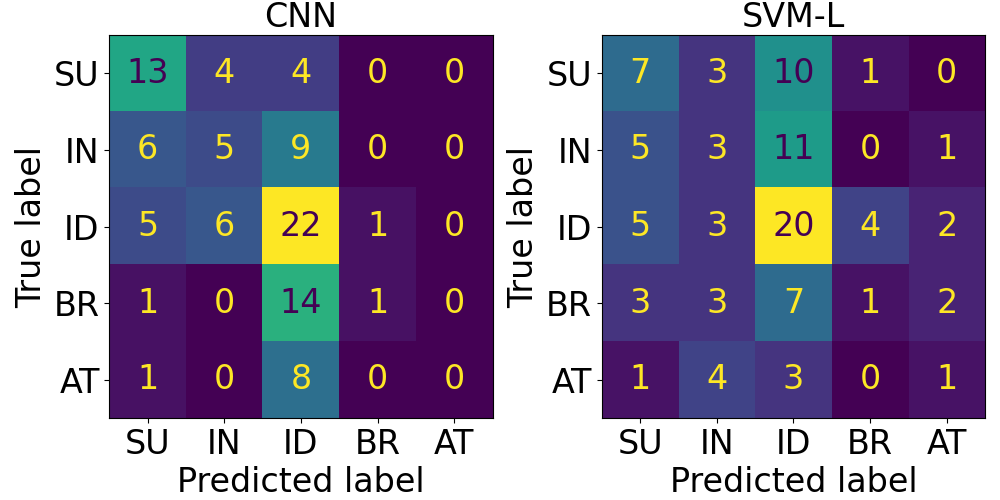 CNN
True label
SU 13 4 4 0 0
IN 6 5 9 0 0
ID 5 6 22 1 0
BR 1 0 14 1 0
AT 1 0 8 0 0
SU IN ID BR AT
Predicted label
SVM-L
True label
SU 7 3 10 1 0
IN 5 3 11 0 1
ID 5 3 20 4 2
BR 3 3 7 1 2
AT 1 4 3 0 1
SU IN ID BR AT
Predicted label